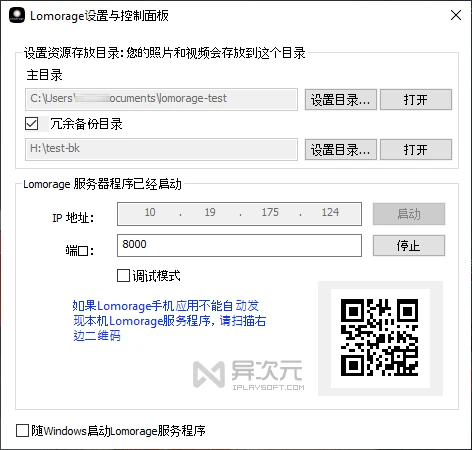 Lomorage设置与控制面板
设置资源存放目录: 您的照片和视频会存放到这个目录
主目录
C:\Users\ ocuments\lomorage-test
设置目录...
打开
冗余备份目录
H:\test-bk
设置目录...
打开
Lomorage 服务器程序已经启动
IP 地址:
10 . 19 . 175 . 124
启动
端口:
8000
停止
调试模式
如果Lomorage手机应用不能自动发
现本机Lomorage服务程序, 请扫描右
边二维码
异次元
IPLAYSOFT.COM
随Windows启动Lomorage服务程序